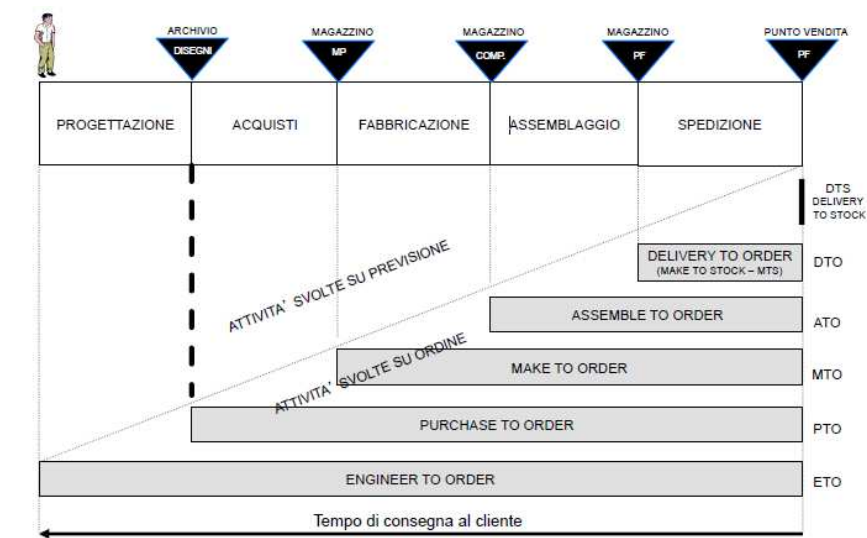 ARCHIVIO
DISEGNI
MAGAZZINO
MP
MAGAZZINO
COMP.
MAGAZZINO
PF
PUNTO VENDITA
PF
PROGETTAZIONE
ACQUISTI
FABBRICAZIONE
ASSEMBLAGGIO
SPEDIZIONE
DTS
DELIVERY
TO STOCK
ATTIVITA' SVOLTE SU PREVISIONE
DELIVERY TO ORDER
(MAKE TO STOCK – MTS)
DTO
ASSEMBLE TO ORDER
ATO
ATTIVITA' SVOLTE SU ORDINE
MAKE TO ORDER
MTO
PURCHASE TO ORDER
PTO
ENGINEER TO ORDER
ETO
Tempo di consegna al cliente